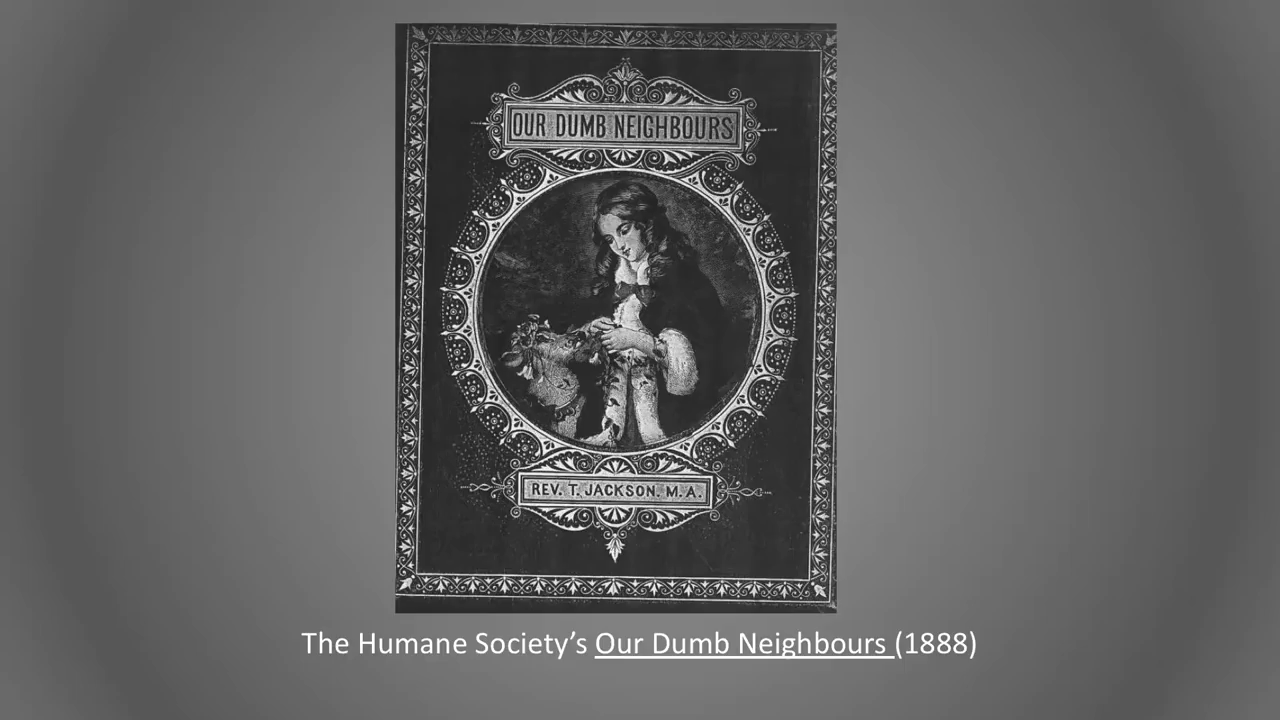 OUR DUMB NEIGHBOURS
REV. T. JACKSON. M.A.
The Humane Society’s Our Dumb Neighbours (1888)